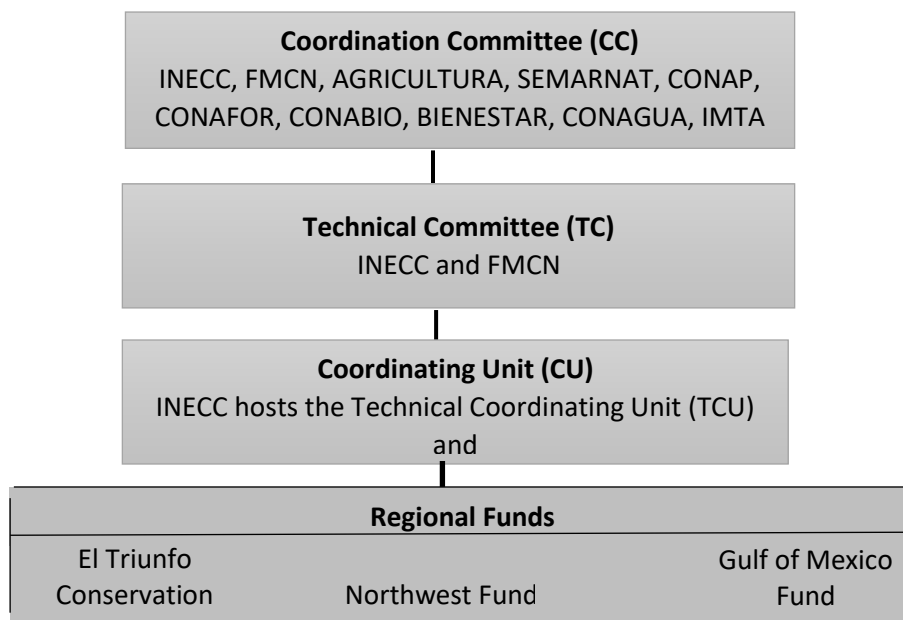 Coordination Committee (CC)
INECC, FMCN, AGRICULTURA, SEMARNAT, CONAP,
CONAFOR, CONABIO, BIENESTAR, CONAGUA, IMTA
Technical Committee (TC)
INECC and FMCN
Coordinating Unit (CU)
INECC hosts the Technical Coordinating Unit (TCU)
and
Regional Funds
El Triunfo
Conservation
Northwest Fund
Gulf of Mexico
Fund